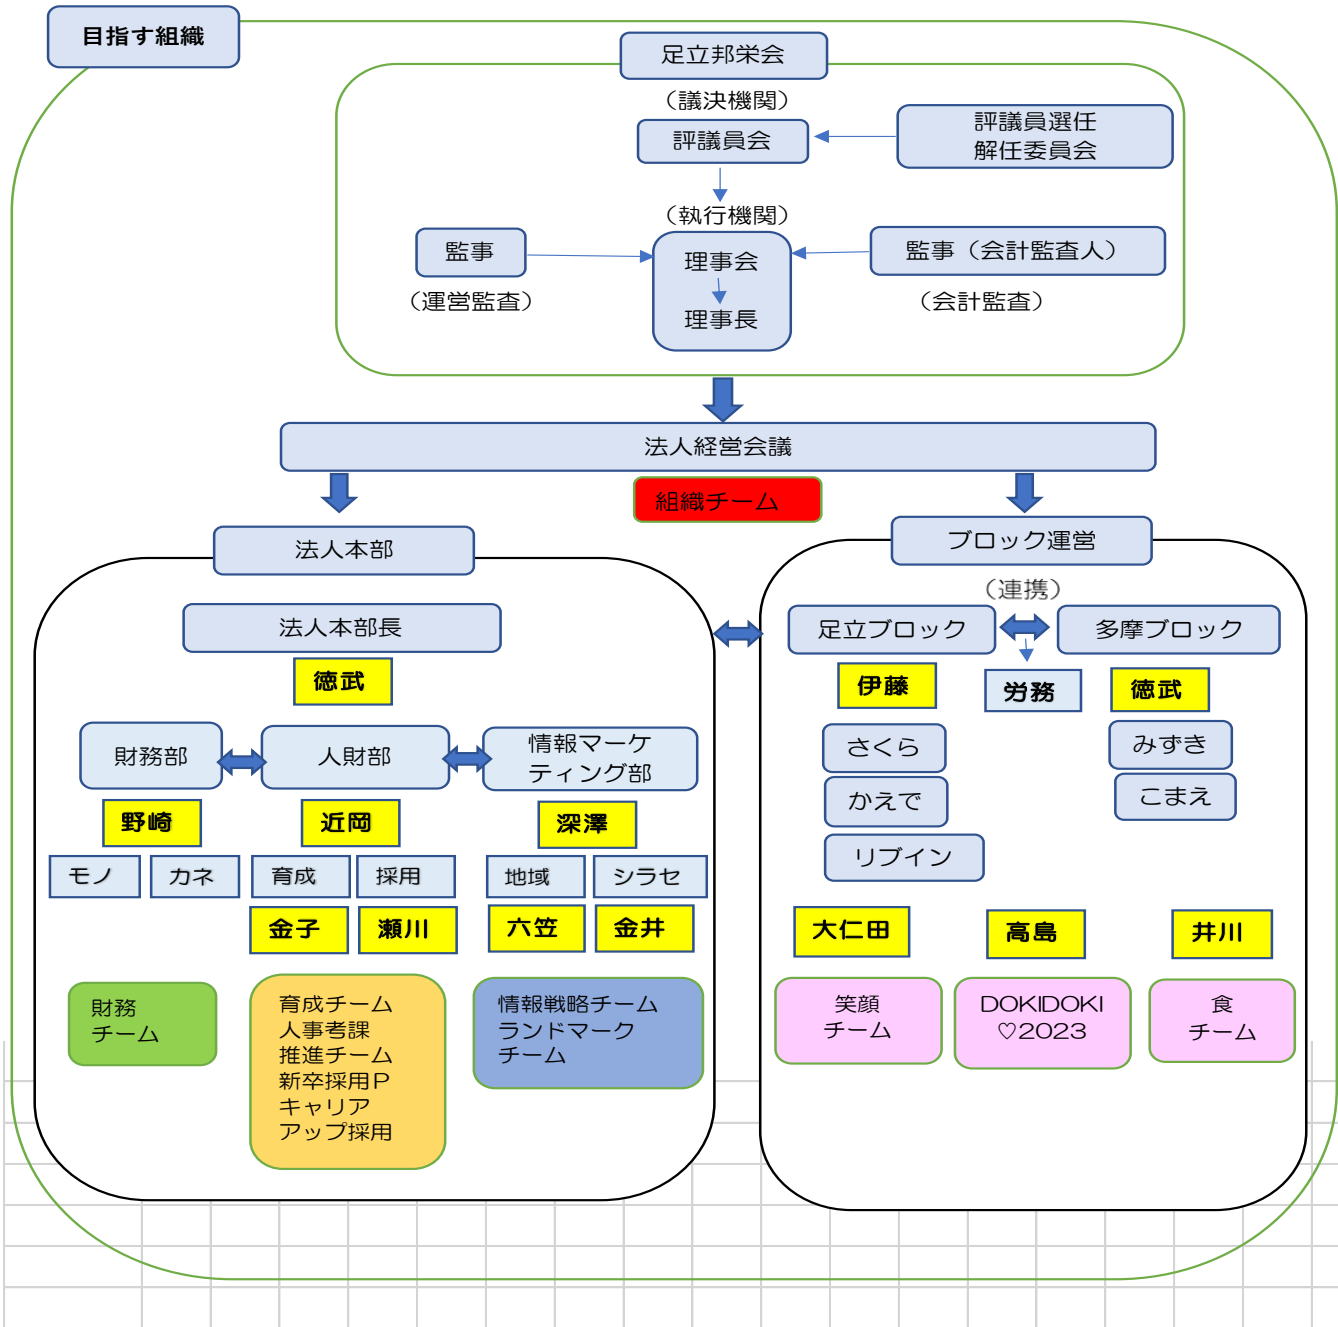 目指す組織
足立邦栄会
（議決機関）
評議員会
評議員選任
解任委員会
（執行機関）
監事
（運営監査）
理事会
理事長
監事（会計監査人）
（会計監査）
法人経営会議
組織チーム
法人本部
法人本部長
徳武
財務部
人財部
情報マーケ
ティング部
野崎
近岡
深澤
モノ
カネ
育成
採用
地域
シラセ
金子
瀬川
六笠
金井
財務
チーム
育成チーム
人事考課
推進チーム
新卒採用P
キャリア
アップ採用
情報戦略チーム
ランドマーク
チーム
ブロック運営
（連携）
足立ブロック
多摩ブロック
伊藤
労務
徳武
さくら
かえで
リブイン
みずき
こまえ
大仁田
高島
井川
笑顔
チーム
DOKIDOKI
♡2023
食
チーム